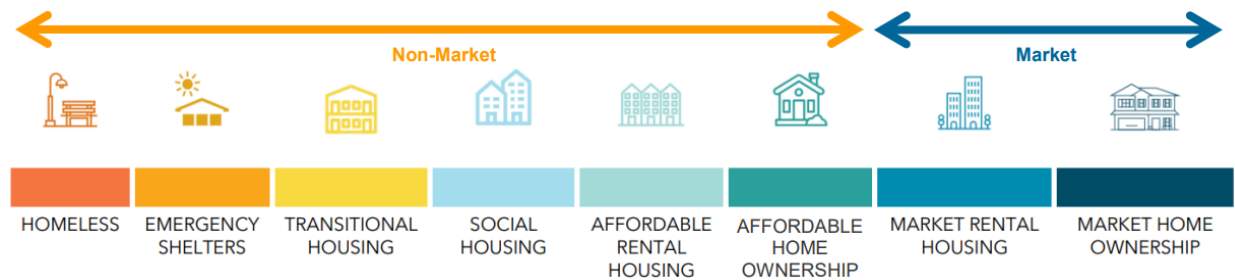 Non-Market
Market
HOMELESS
EMERGENCY
SHELTERS
TRANSITIONAL
HOUSING
SOCIAL
HOUSING
AFFORDABLE
RENTAL
HOUSING
AFFORDABLE
HOME
OWNERSHIP
MARKET RENTAL
HOUSING
MARKET HOME
OWNERSHIP